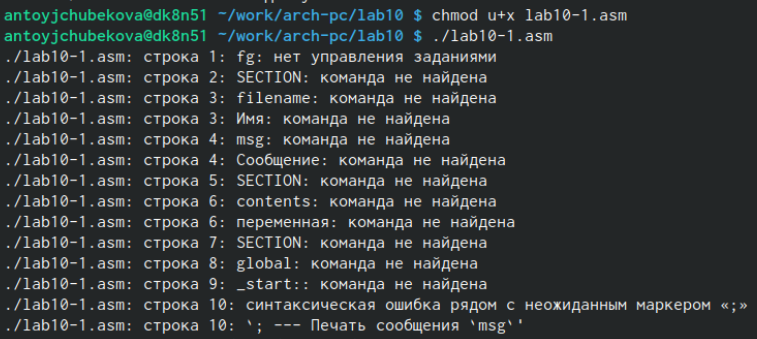 antoyjchubekova@dk8n51 ~/work/arch-pc/lab10 $ chmod u+x lab10-1.asm
antoyjchubekova@dk8n51 ~/work/arch-pc/lab10 $ ./lab10-1.asm
./lab10-1.asm: строка 1: fg: нет управления заданиями
./lab10-1.asm: строка 2: SECTION: команда не найдена
./lab10-1.asm: строка 3: filename: команда не найдена
./lab10-1.asm: строка 3: Имя: команда не найдена
./lab10-1.asm: строка 4: msg: команда не найдена
./lab10-1.asm: строка 4: Сообщение: команда не найдена
./lab10-1.asm: строка 5: SECTION: команда не найдена
./lab10-1.asm: строка 6: contents: команда не найдена
./lab10-1.asm: строка 6: переменная: команда не найдена
./lab10-1.asm: строка 7: SECTION: команда не найдена
./lab10-1.asm: строка 8: global: команда не найдена
./lab10-1.asm: строка 9: _start:: команда не найдена
./lab10-1.asm: строка 10: синтаксическая ошибка рядом с неожиданным маркером «;»
./lab10-1.asm: строка 10: `; --- Печать сообщения `msg`'